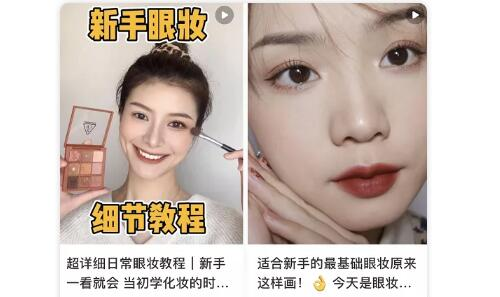 新手眼妆
细节教程
超详细日常眼妆教程｜新手
一看就会 当初学化妆的时…
适合新手的最基础眼妆原来
这样画！👌 今天是眼妆…